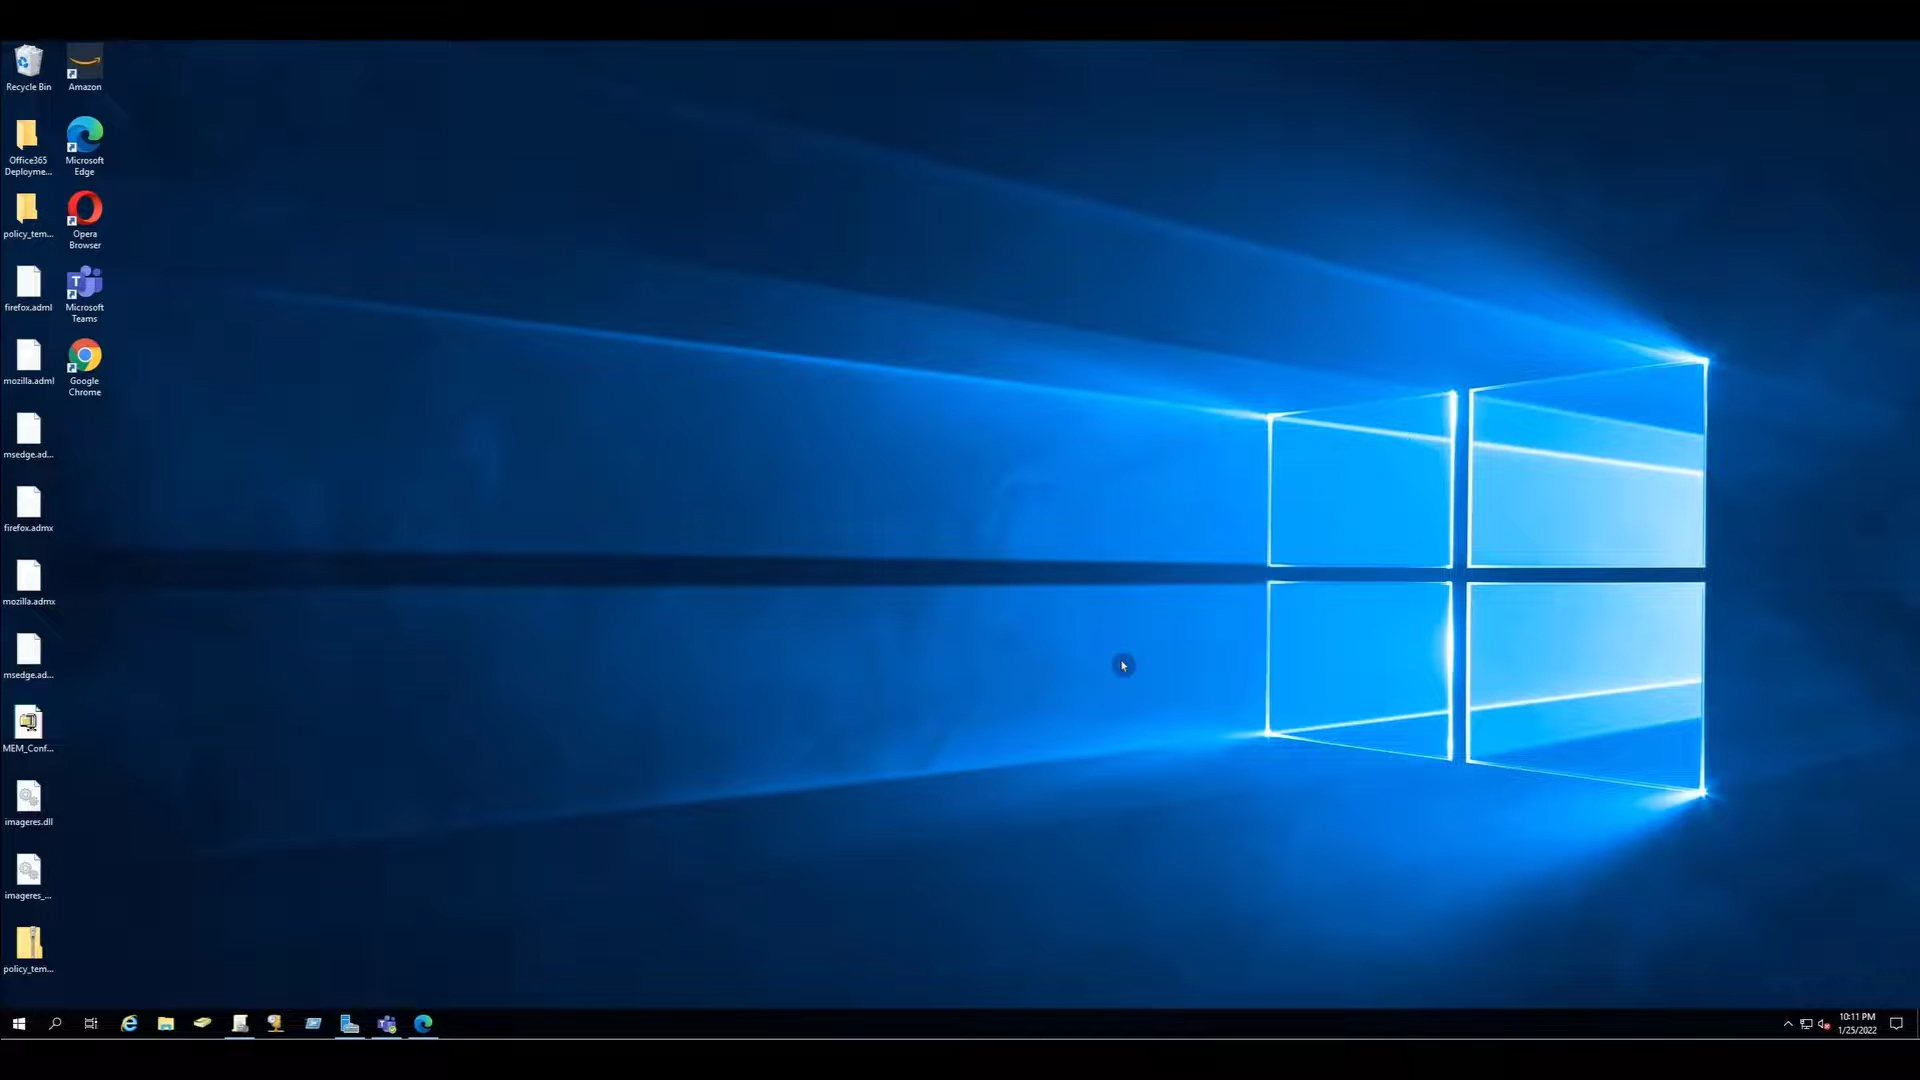 Recycle Bin
Amazon
Office365
Deployme...
Microsoft
Edge
policy_tem...
Opera
Browser
firefox.adml
Microsoft
Teams
mozilla.adml
Google
Chrome
msedge.ad...
firefox.admx
mozilla.admx
msedge.ad...
MEM_Conf...
imageres.dll
imageres_...
policy_tem...
10:11 PM
1/25/2022